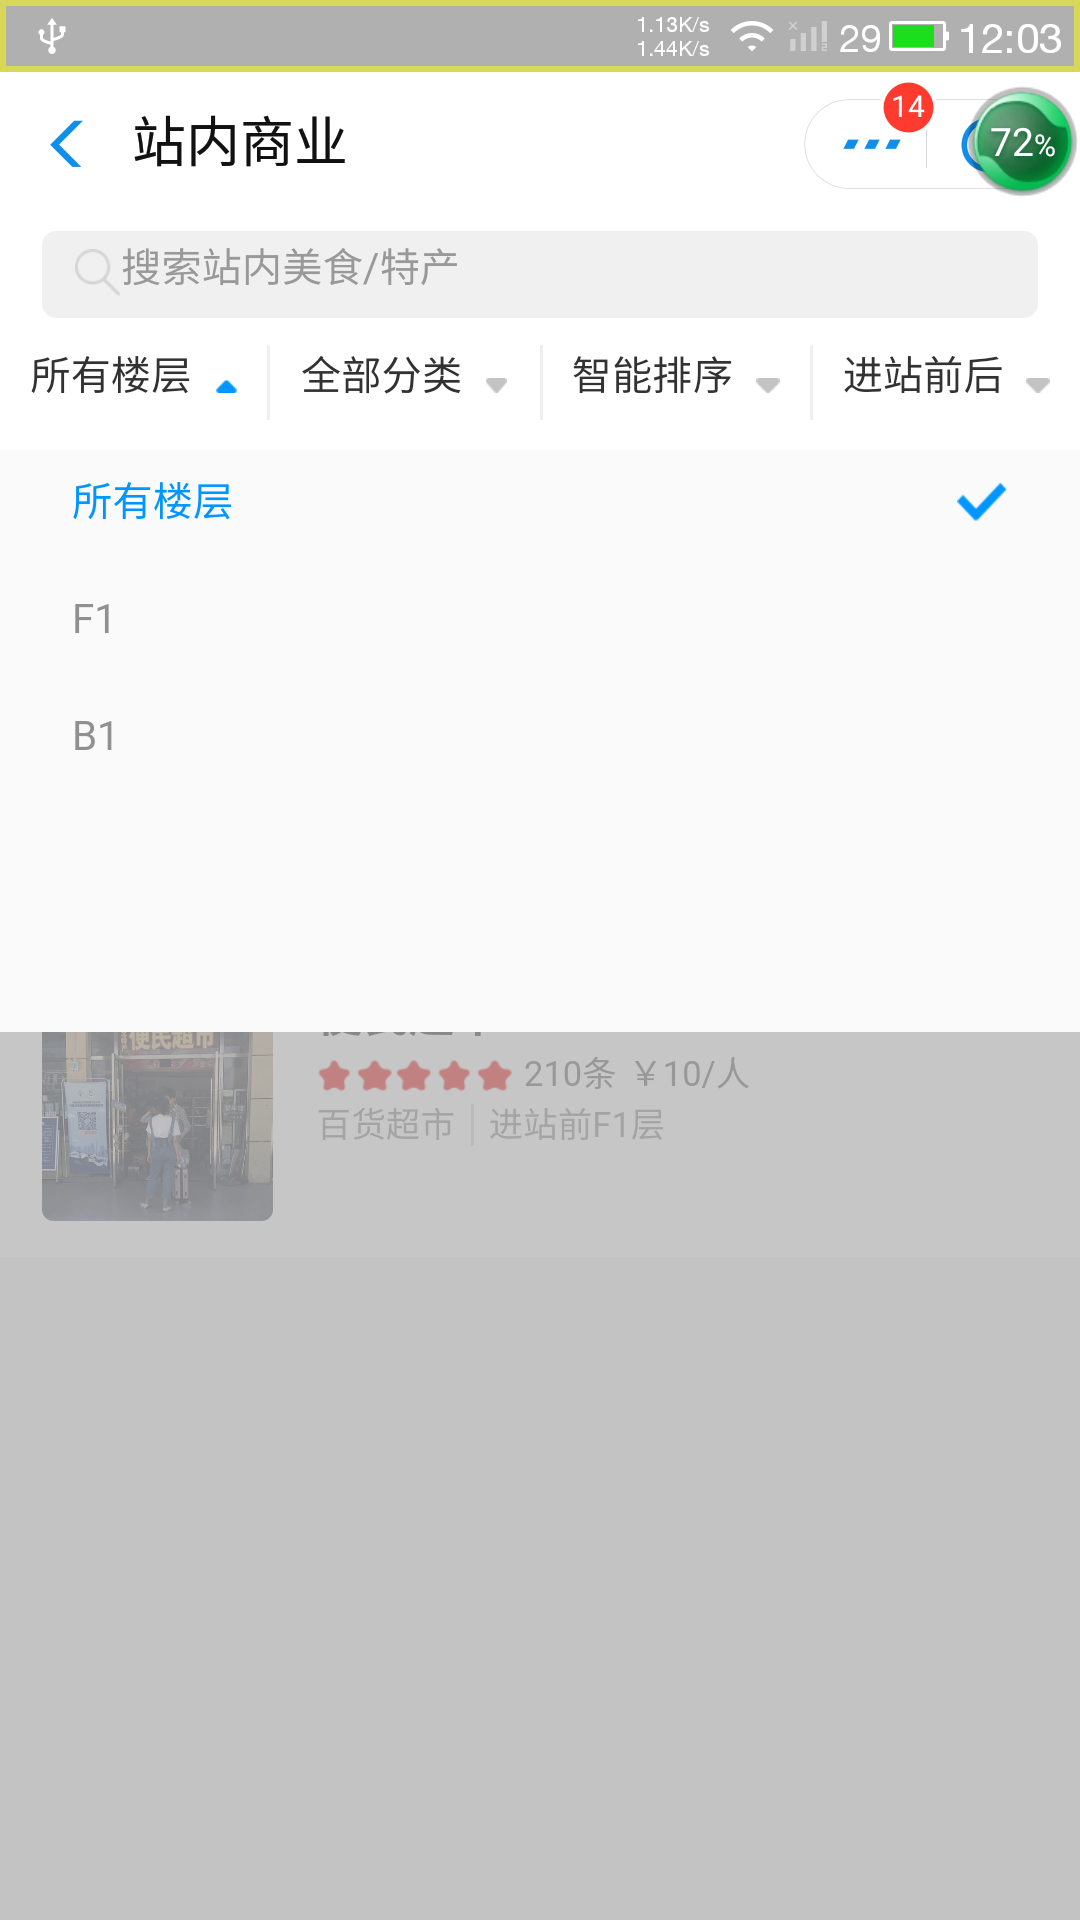 1.13K/s
1.44K/s
29
12:03
站内商业
14
72%
搜索站内美食/特产
所有楼层
全部分类
智能排序
进站前后
所有楼层
F1
B1
便民超市
210条 ￥10/人
百货超市 进站前F1层